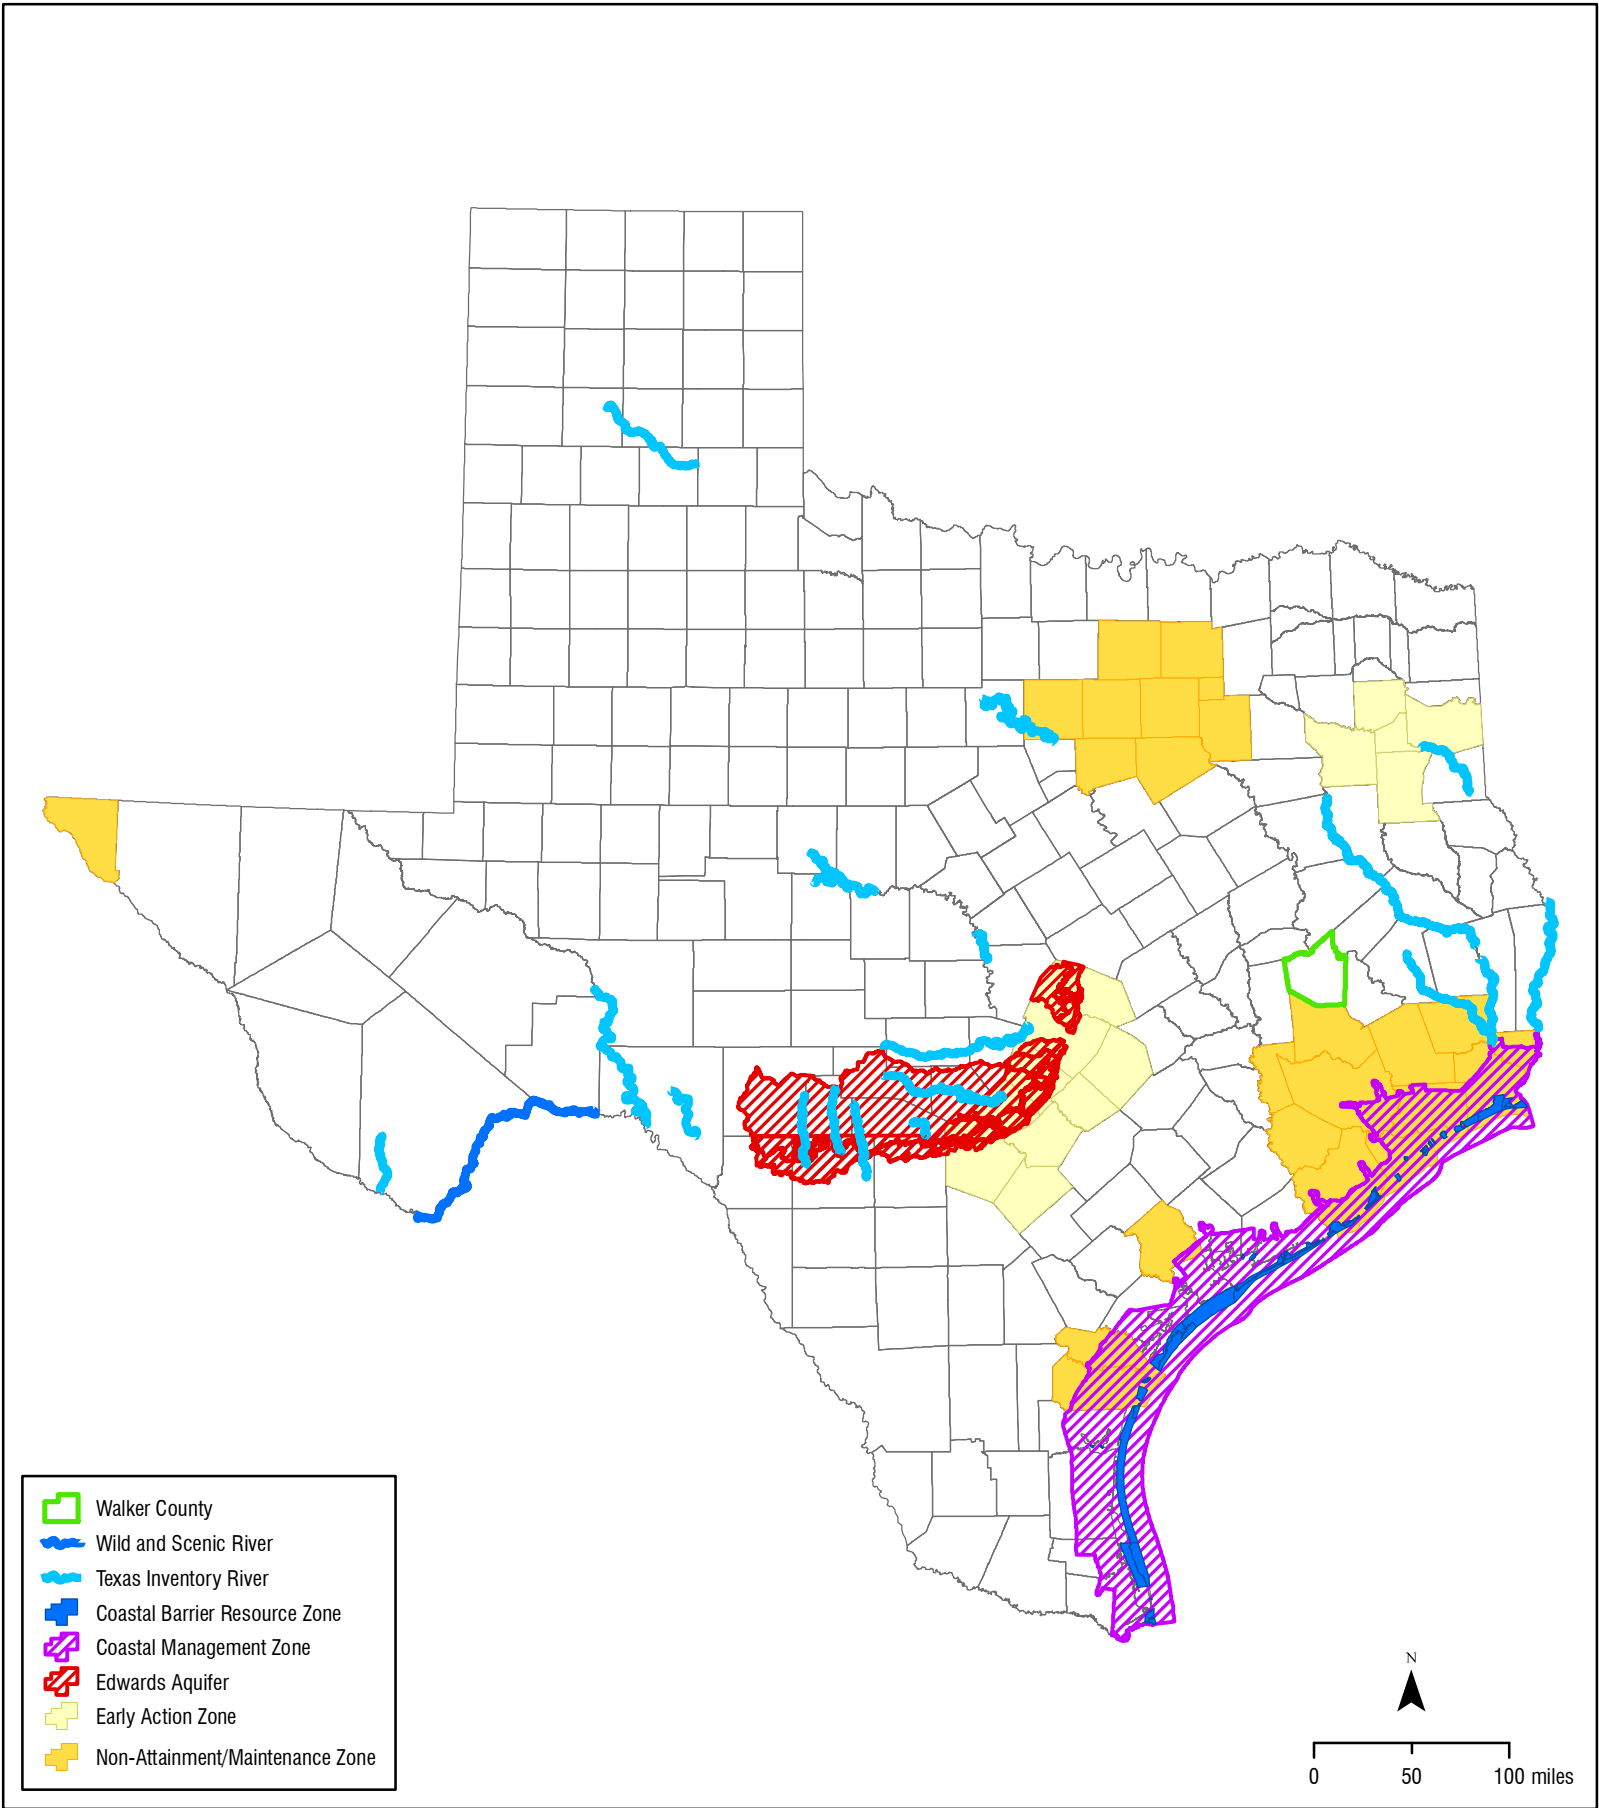 Walker County
Wild and Scenic River
Texas Inventory River
Coastal Barrier Resource Zone
Coastal Management Zone
Edwards Aquifer
Early Action Zone
Non-Attainment/Maintenance Zone
N
0 50 100 miles